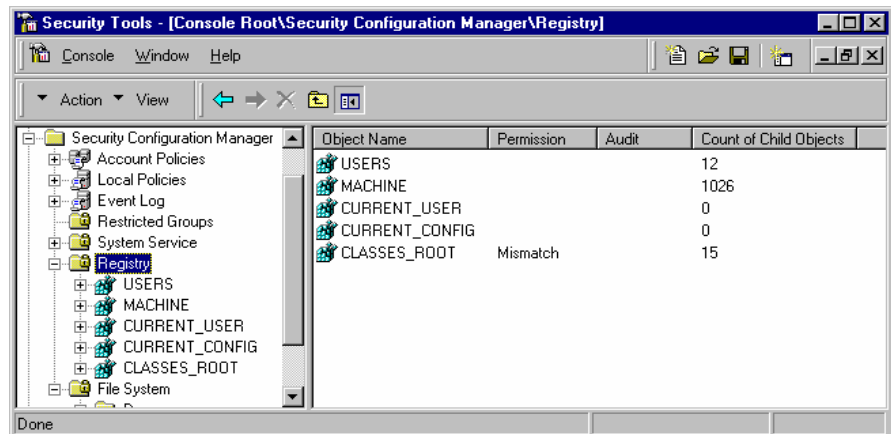 Security Tools - [Console Root\Security Configuration Manager\Registry]
Console Window Help
Action View
Security Configuration Manager
Account Policies
Local Policies
Event Log
Restricted Groups
System Service
Registry
USERS
MACHINE
CURRENT_USER
CURRENT_CONFIG
CLASSES_ROOT
File System
Object Name Permission Audit Count of Child Objects
USERS 12
MACHINE 1026
CURRENT_USER 0
CURRENT_CONFIG 0
CLASSES_ROOT Mismatch 15
Done